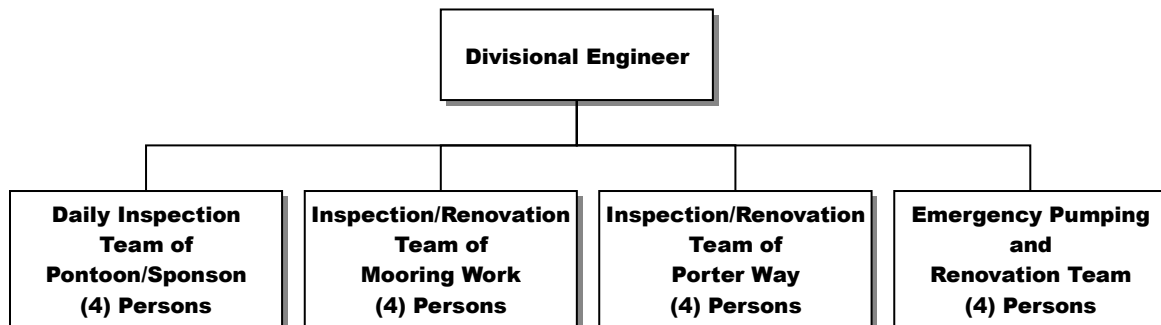 Divisional Engineer
Daily Inspection
Team of
Pontoon/Sponson
(4) Persons
Inspection/Renovation
Team of
Mooring Work
(4) Persons
Inspection/Renovation
Team of
Porter Way
(4) Persons
Emergency Pumping
and
Renovation Team
(4) Persons